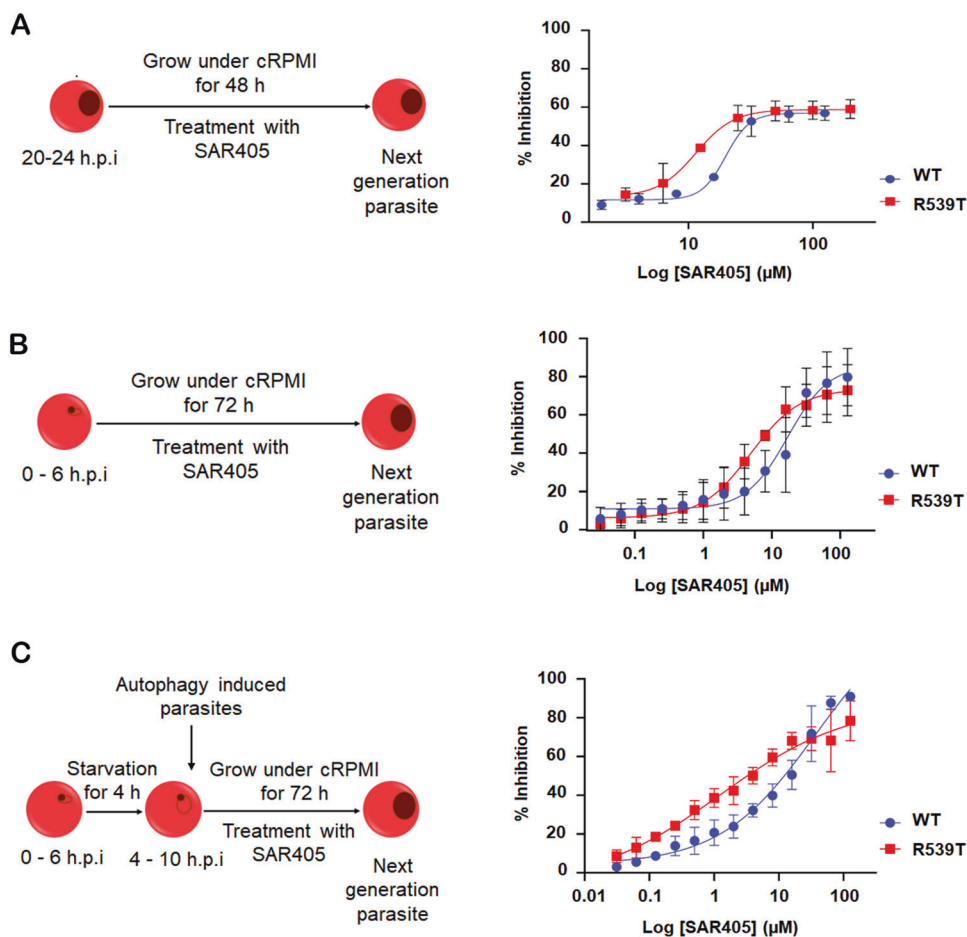 A
Grow under cRPMI
for 48 h
Treatment with
SAR405
20-24 h.p.i
Next
generation
parasite
% Inhibition
100
80
60
40
20
0
10
100
Log [SAR405] (µM)
WT
R539T
B
Grow under cRPMI
for 72 h
Treatment with
SAR405
0 - 6 h.p.i
Next
generation
parasite
% Inhibition
100
80
60
40
20
0
0.1
1
10
100
Log [SAR405] (µM)
WT
R539T
C
Autophagy induced
parasites
Starvation
for 4 h
Grow under cRPMI
for 72 h
Treatment with
SAR405
0 - 6 h.p.i
4 - 10 h.p.i
Next
generation
parasite
% Inhibition
100
80
60
40
20
0
0.01
0.1
1
10
100
Log [SAR405] (µM)
WT
R539T